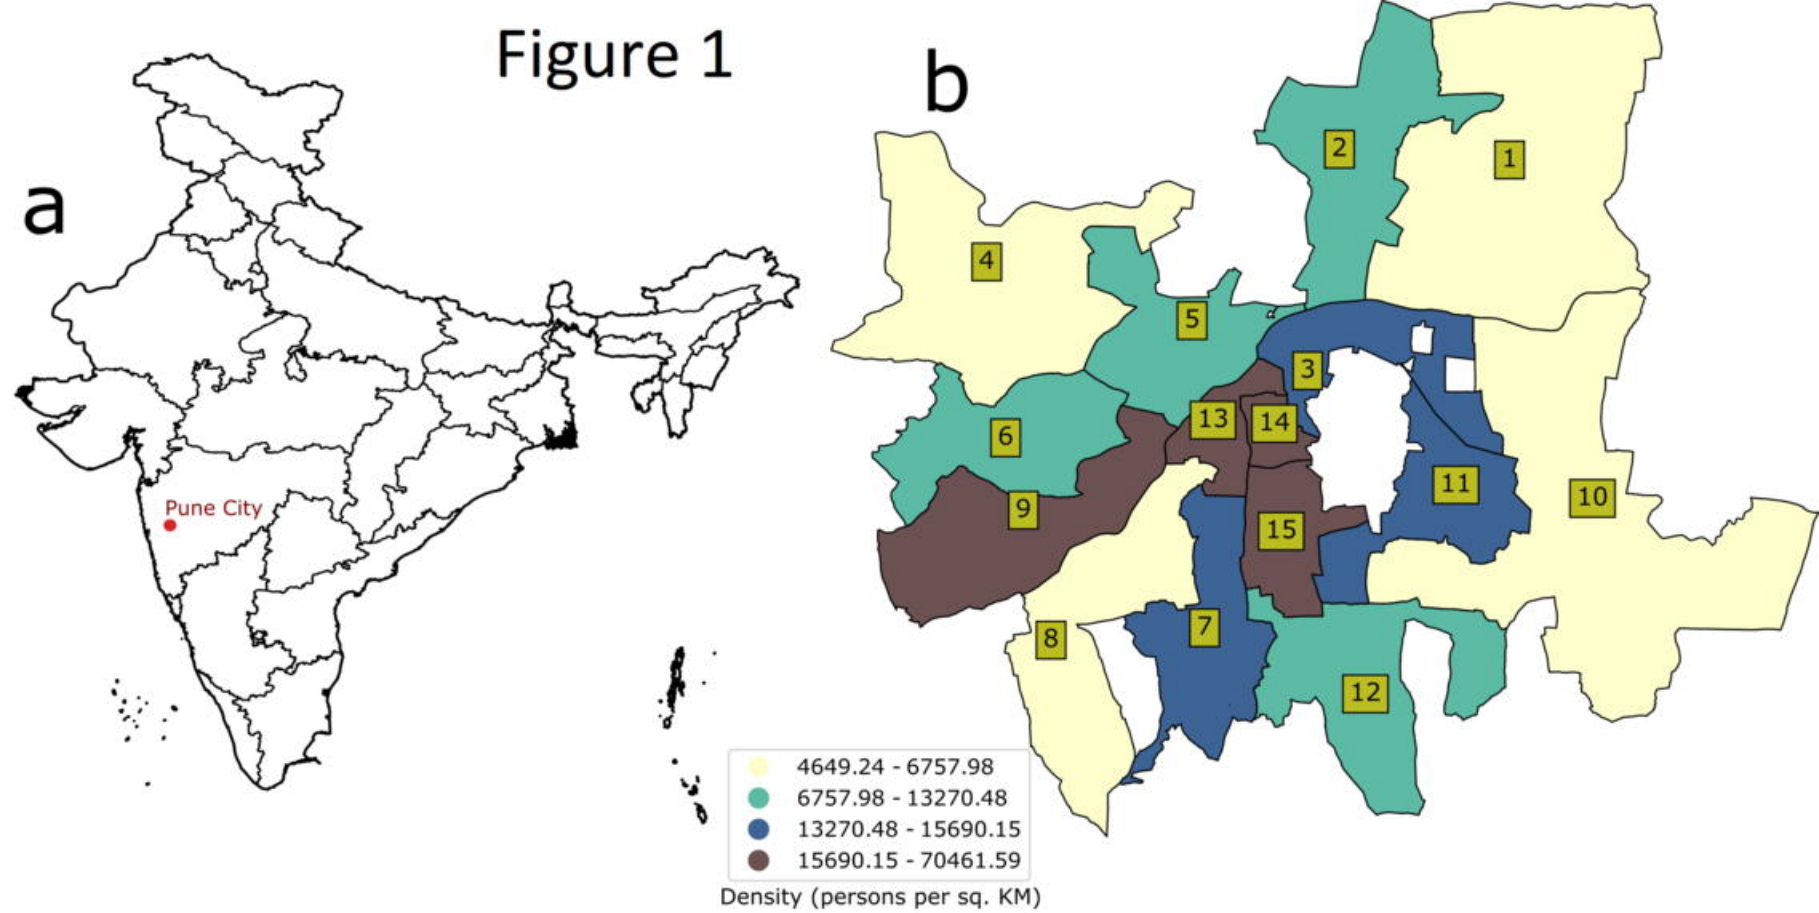 Figure 1
a
b
Pune City
2
1
4
5
3
13
14
6
11
10
9
15
7
8
12
4649.24 - 6757.98
6757.98 - 13270.48
13270.48 - 15690.15
15690.15 - 70461.59
Density (persons per sq. KM)